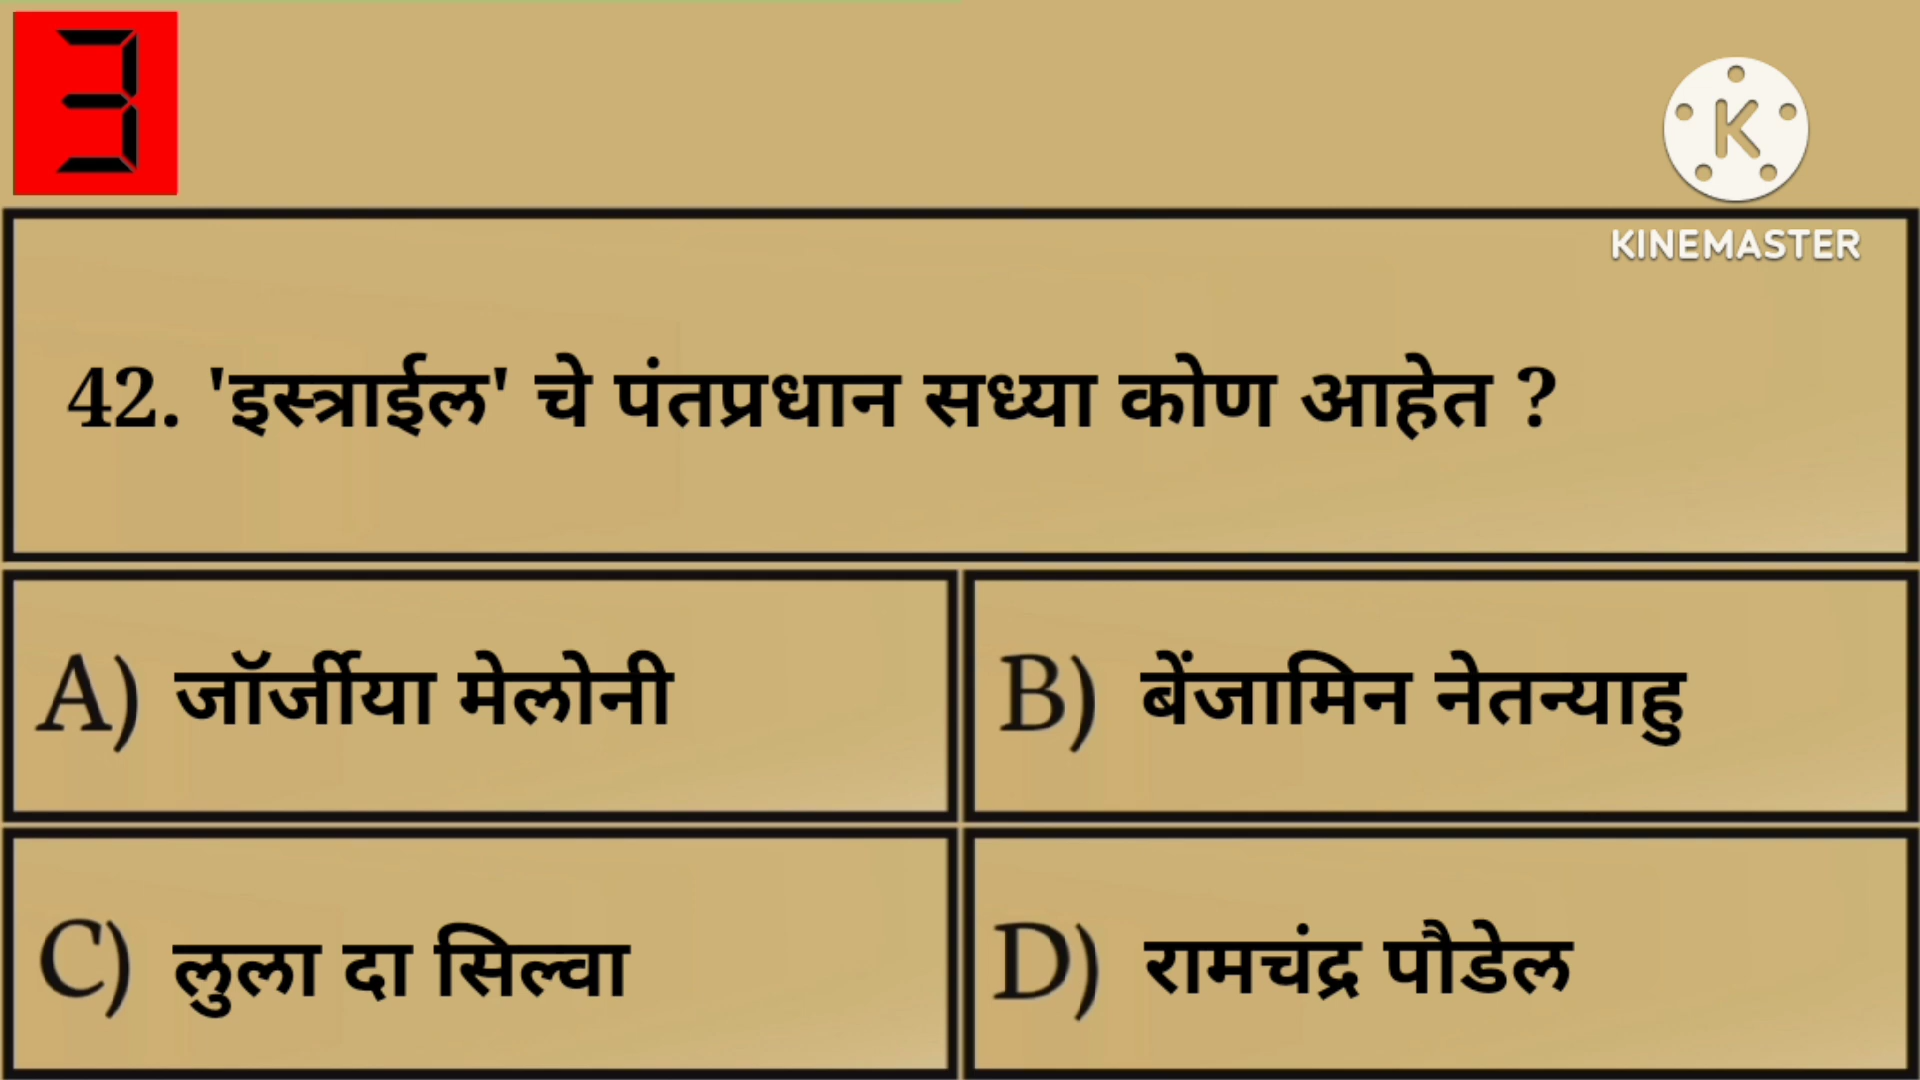 3
K
KINEMASTER
42. 'इस्त्राईल' चे पंतप्रधान सध्या कोण आहेत ?
A) जॉर्जीया मेलोनी
B) बेंजामिन नेतन्याहु
C) लुला दा सिल्वा
D) रामचंद्र पौडेल